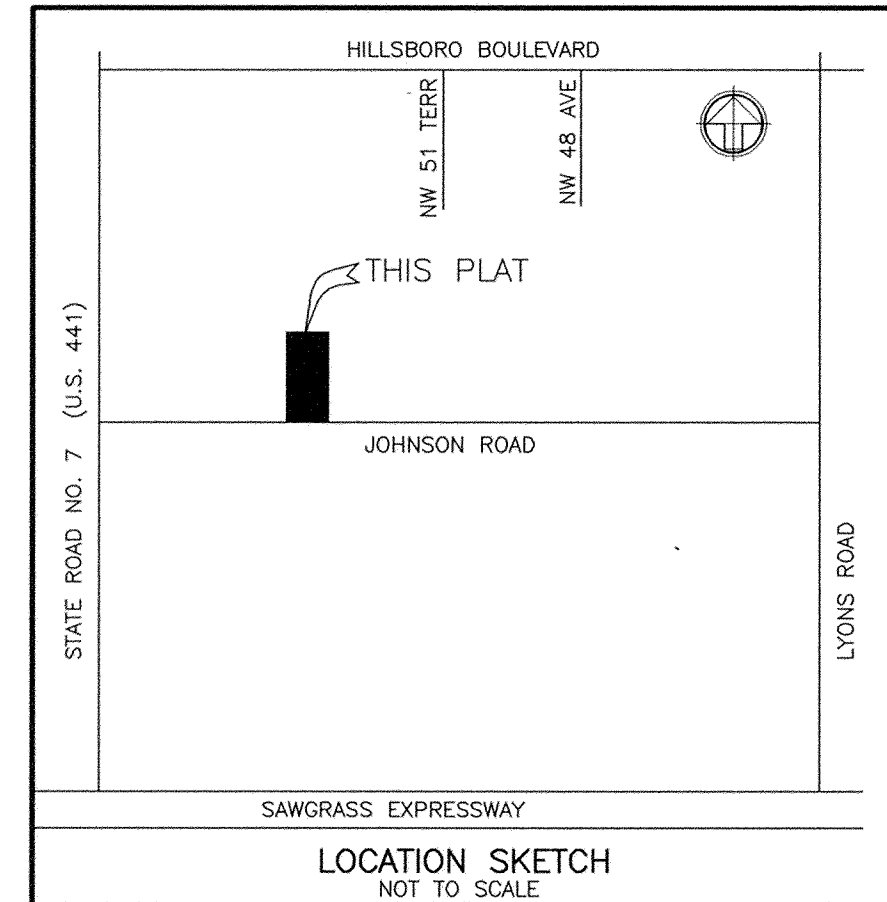 HILLSBORO BOULEVARD
NW 51 TERR
NW 48 AVE
THIS PLAT
STATE ROAD NO. 7 (U.S. 441)
JOHNSON ROAD
LYONS ROAD
SAWGRASS EXPRESSWAY
LOCATION SKETCH
NOT TO SCALE